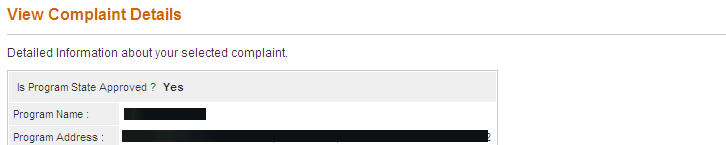 View Complaint Details
Detailed Information about your selected complaint.
Is Program State Approved ? Yes
Program Name :
Program Address :